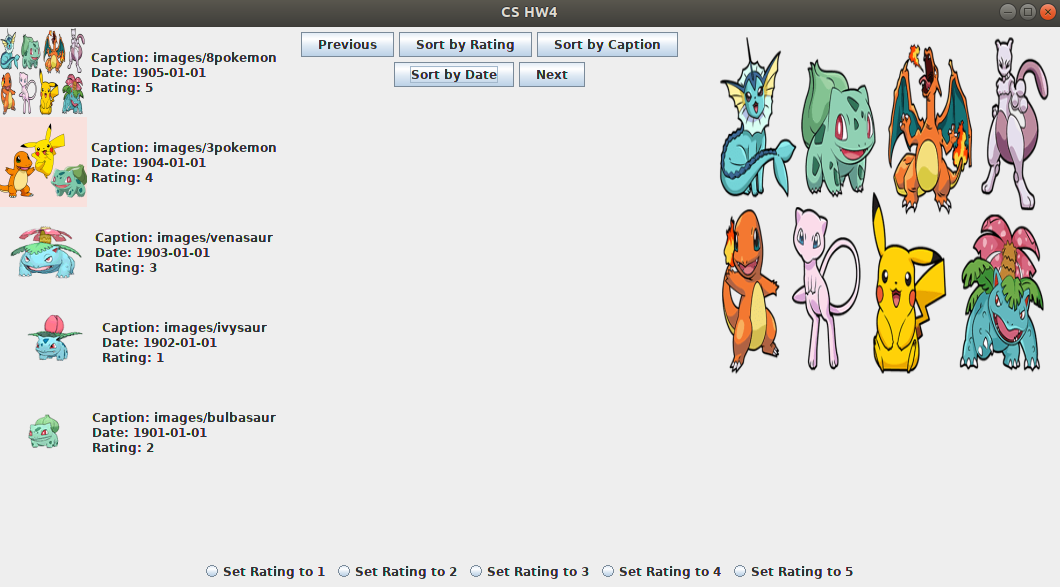 CS HW4
Caption: images/8pokemon
Date: 1905-01-01
Rating: 5
Caption: images/3pokemon
Date: 1904-01-01
Rating: 4
Caption: images/venasaur
Date: 1903-01-01
Rating: 3
Caption: images/ivysaur
Date: 1902-01-01
Rating: 1
Caption: images/bulbasaur
Date: 1901-01-01
Rating: 2
Previous Sort by Rating Sort by Caption
Sort by Date Next
Set Rating to 1 Set Rating to 2 Set Rating to 3 Set Rating to 4 Set Rating to 5